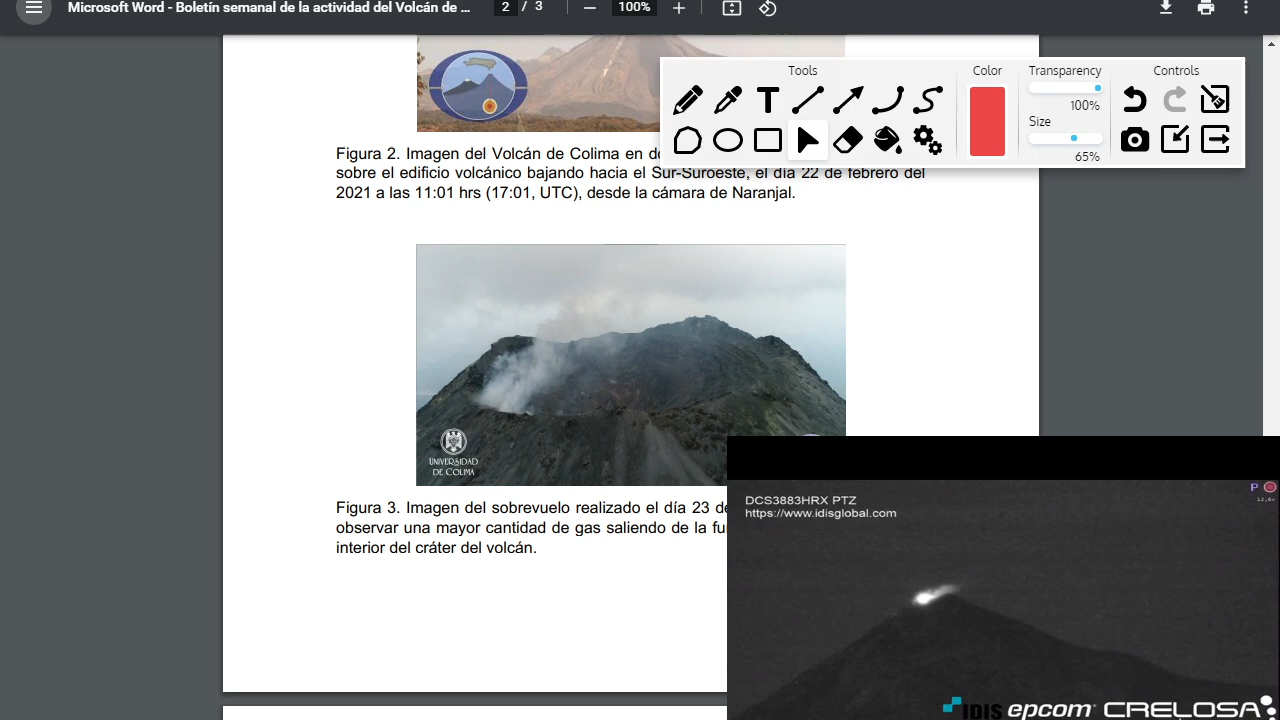 Microsoft Word - Boletín semanal de la actividad del Volcán de ...
2 / 3
100%
Tools
Color
Transparency
Controls
100%
Size
65%
Figura 2. Imagen del Volcán de Colima en
sobre el edificio volcánico bajando hacia el Sur-Suroeste, el día 22 de febrero del
2021 a las 11:01 hrs (17:01, UTC), desde la cámara de Naranjal.
UNIVERSIDAD
DE COLIMA
Figura 3. Imagen del sobrevuelo realizado el día 23
observar una mayor cantidad de gas saliendo de la
interior del cráter del volcán.
P
DCS3883HRX PTZ
https://www.idisglobal.com
IDIS epcom CRELOSA